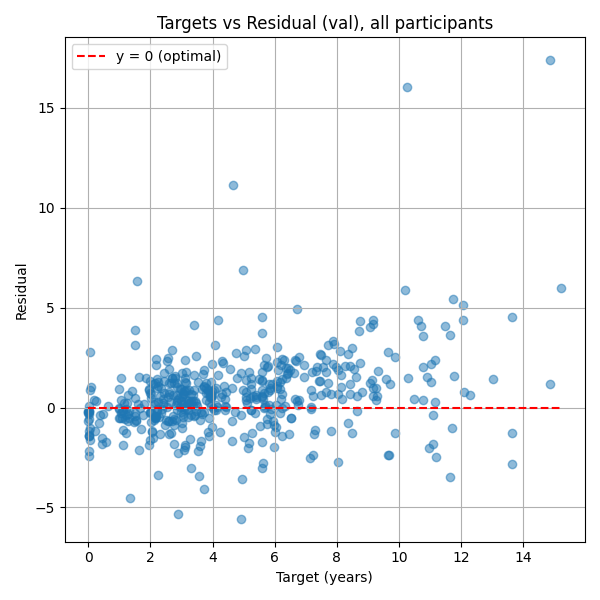 Targets vs Residual (val), all participants
y = 0 (optimal)
15
10
5
0
−5
Residual
0 2 4 6 8 10 12 14
Target (years)